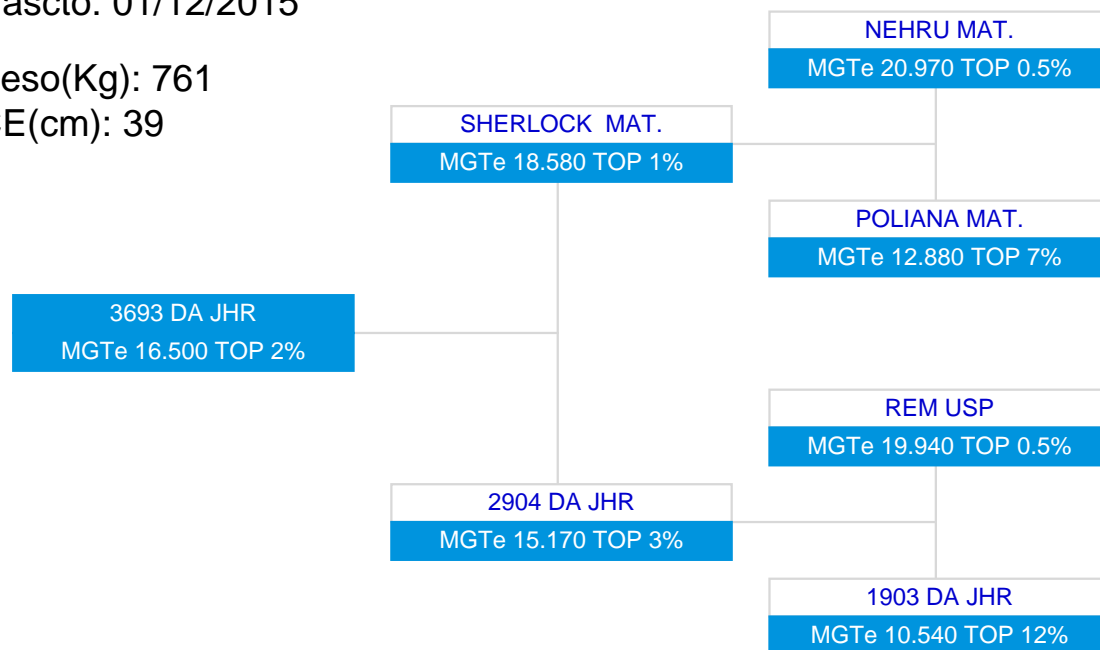 ascto: 01/12/2015
eso(Kg): 761
E(cm): 39
NEHRU MAT.
MGTe 20.970 TOP 0.5%
SHERLOCK MAT.
MGTe 18.580 TOP 1%
POLIANA MAT.
MGTe 12.880 TOP 7%
3693 DA JHR
MGTe 16.500 TOP 2%
REM USP
MGTe 19.940 TOP 0.5%
2904 DA JHR
MGTe 15.170 TOP 3%
1903 DA JHR
MGTe 10.540 TOP 12%